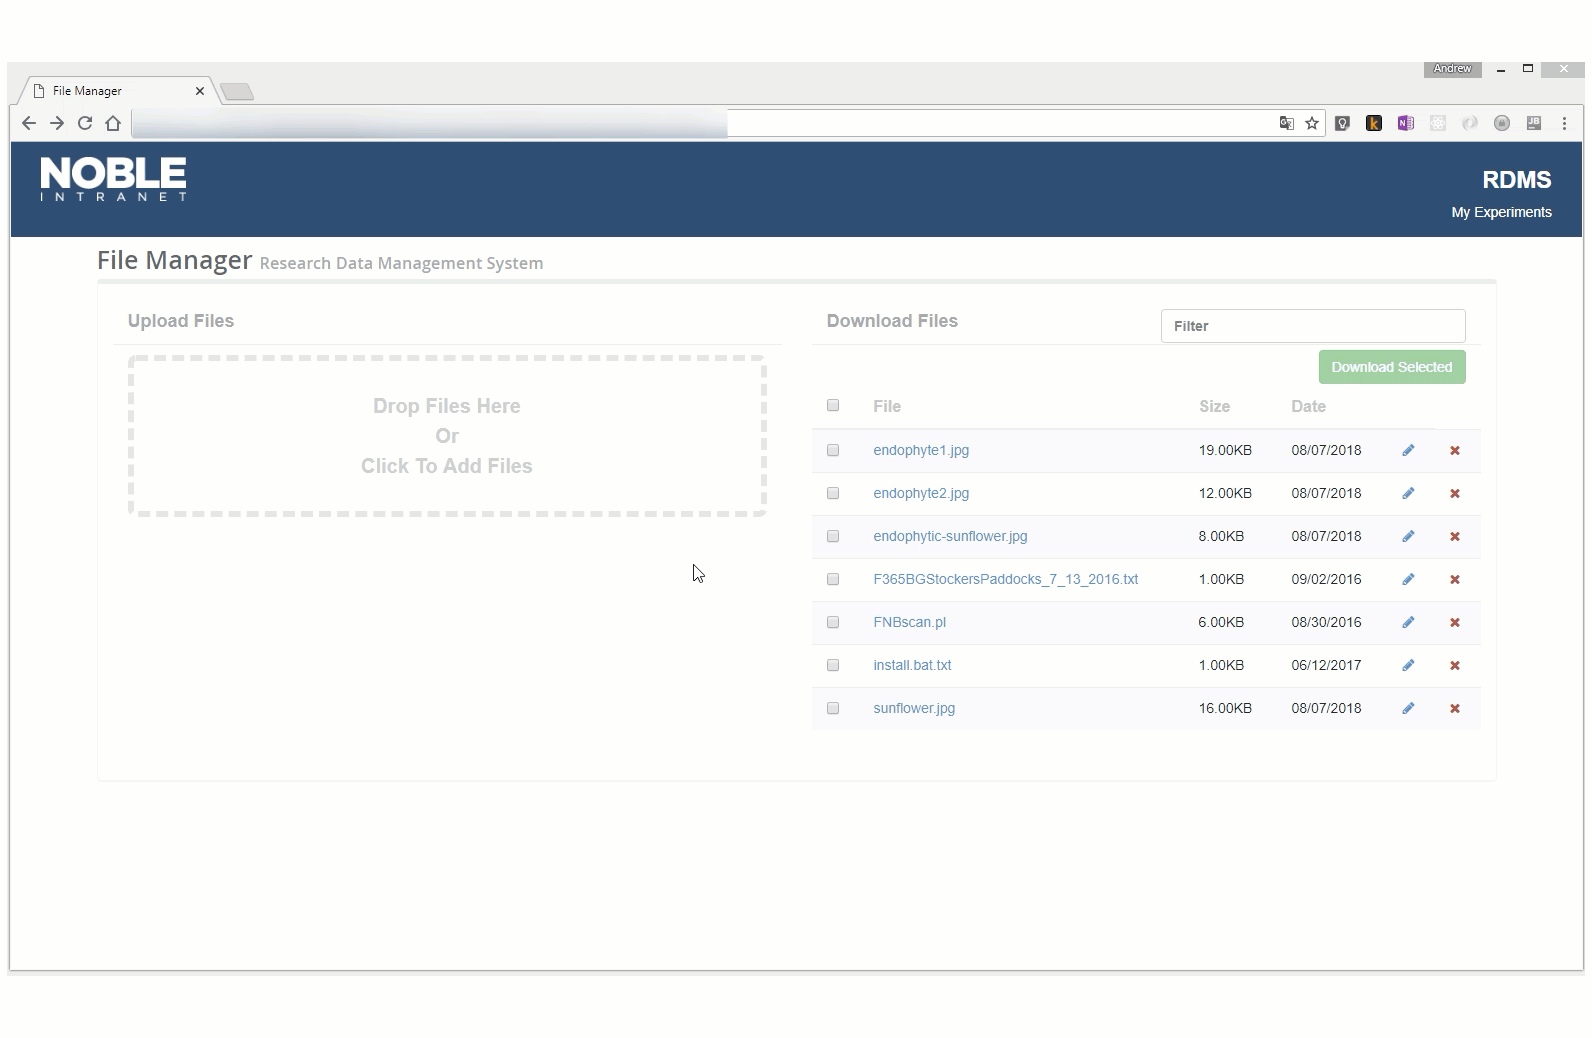 Andrew
File Manager
NOBLE
INTRANET
RDMS
My Experiments
File Manager Research Data Management System
Upload Files
Drop Files Here
Or
Click To Add Files
Download Files
Filter
Download Selected
File Size Date
endophyte1.jpg 19.00KB 08/07/2018
endophyte2.jpg 12.00KB 08/07/2018
endophytic-sunflower.jpg 8.00KB 08/07/2018
F365BGStockersPaddocks_7_13_2016.txt 1.00KB 09/02/2016
FNBscan.pl 6.00KB 08/30/2016
install.bat.txt 1.00KB 06/12/2017
sunflower.jpg 16.00KB 08/07/2018